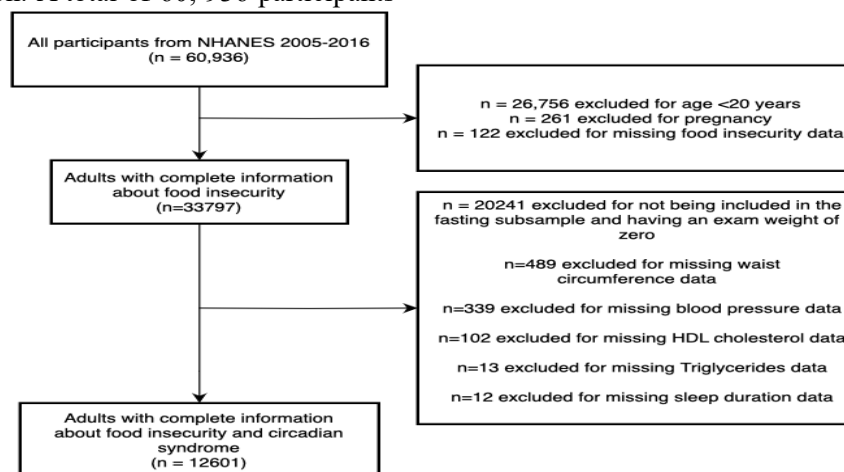 A total of 60, 936 participants
All participants from NHANES 2005-2016
(n = 60,936)
n = 26,756 excluded for age <20 years
n = 261 excluded for pregnancy
n = 122 excluded for missing food insecurity data
Adults with complete information
about food insecurity
(n=33797)
n = 20241 excluded for not being included in the
fasting subsample and having an exam weight of
zero
n=489 excluded for missing waist
circumference data
n=339 excluded for missing blood pressure data
n=102 excluded for missing HDL cholesterol data
n=13 excluded for missing Triglycerides data
n=12 excluded for missing sleep duration data
Adults with complete information
about food insecurity and circadian
syndrome
(n = 12601)